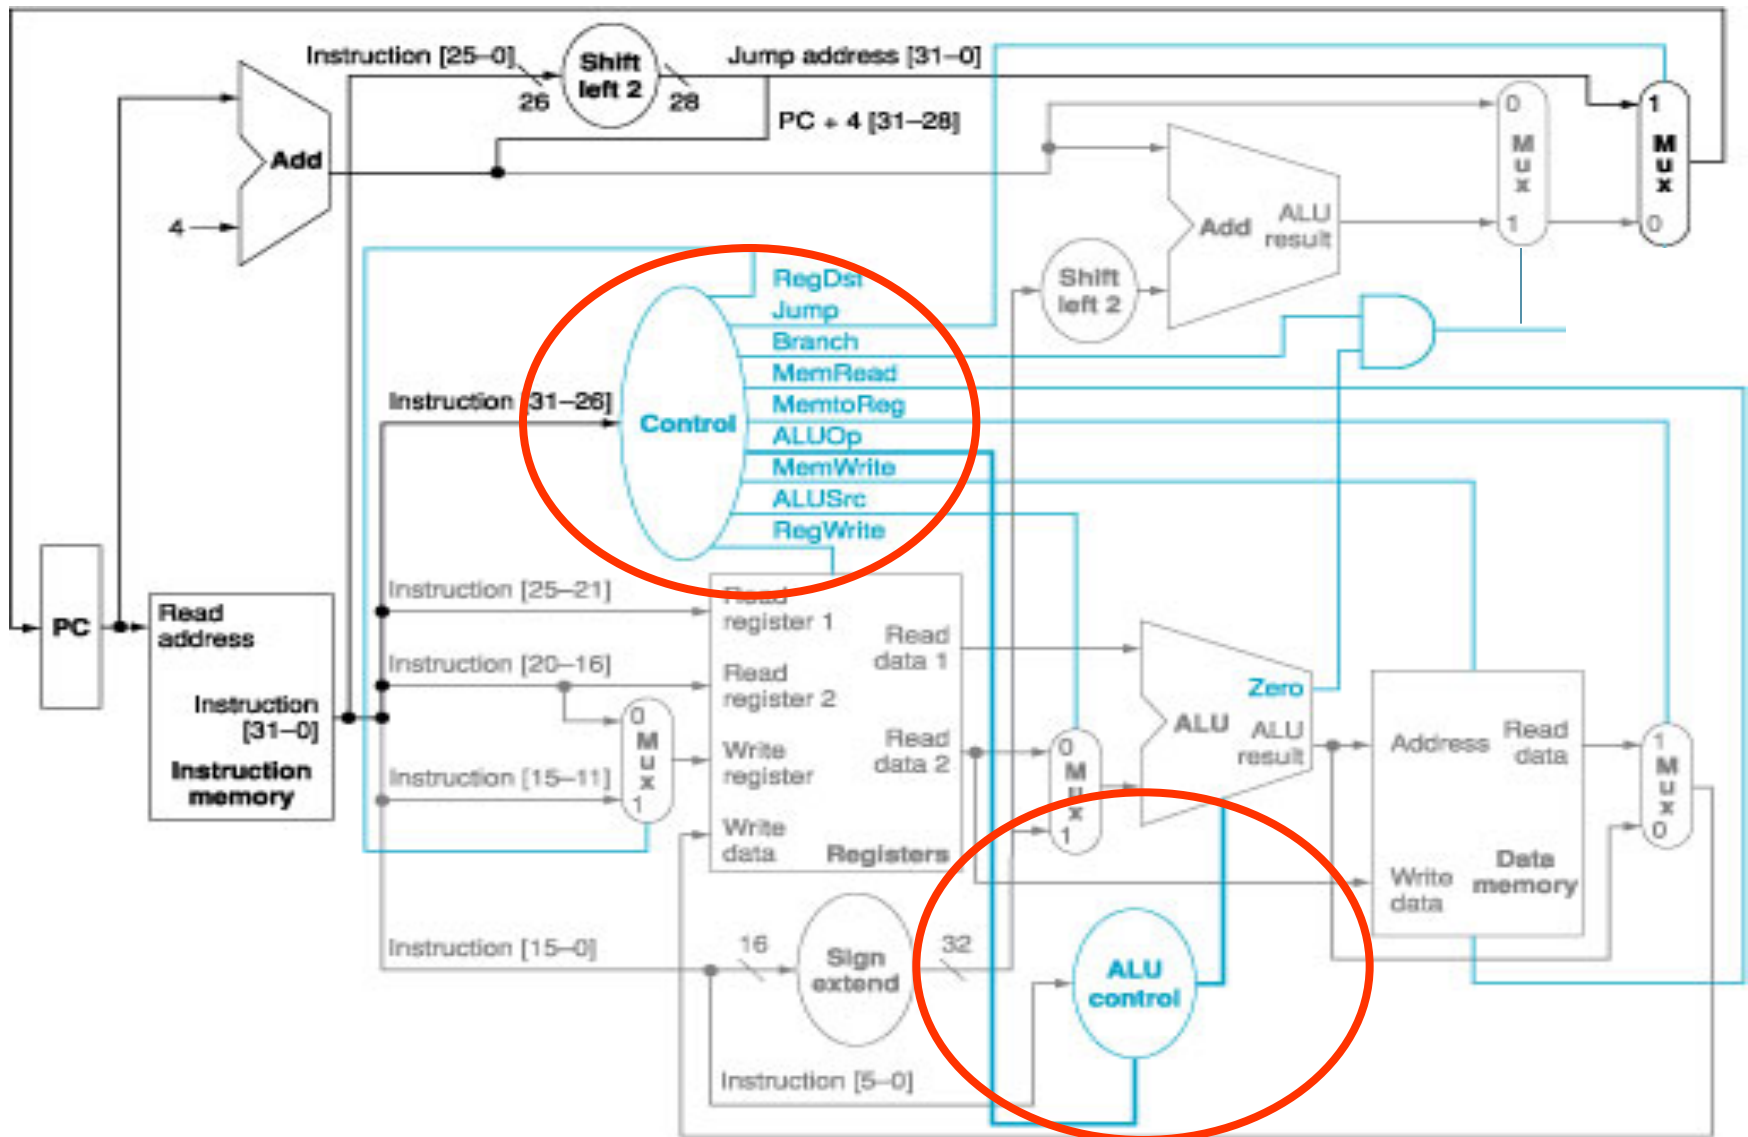 Instruction [25–0]
26
Shift
left 2
28
Jump address [31–0]
PC + 4 [31–28]
Add
4
0
M
u
x
1
1
M
u
x
0
Add
ALU
result
Shift
left 2
RegDst
Jump
Branch
MemRead
MemtoReg
ALUOp
MemWrite
ALUSrc
RegWrite
Instruction [31–26]
Control
PC
Read
address
Instruction
[31–0]
Instruction
memory
Instruction [25–21]
Instruction [20–16]
Instruction [15–11]
0
M
u
x
1
Read
register 1
Read
register 2
Write
register
Write
data
Read
data 1
Read
data 2
Registers
0
M
u
x
1
Zero
ALU
ALU
result
Address
Read
data
Write
data
Data
memory
1
M
u
x
0
Instruction [15–0]
16
Sign
extend
32
ALU
control
Instruction [5–0]